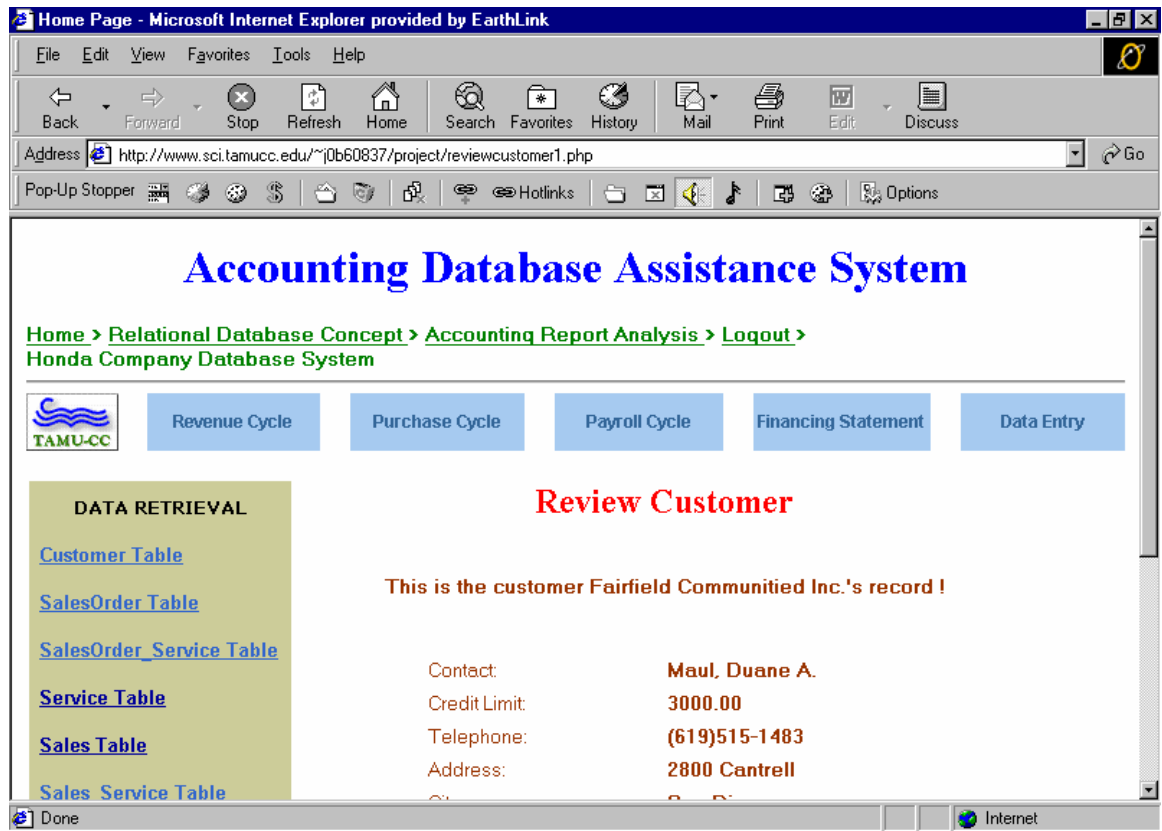 Home Page - Microsoft Internet Explorer provided by EarthLink
File Edit View Favorites Tools Help
Back Forward Stop Refresh Home Search Favorites History Mail Print Edit Discuss
Address http://www.sci.tamucc.edu/~j0b60837/project/reviewcustomer1.php Go
Pop-Up Stopper Hotlinks Options
Accounting Database Assistance System
Home > Relational Database Concept > Accounting Report Analysis > Logout >
Honda Company Database System
TAMU-CC Revenue Cycle Purchase Cycle Payroll Cycle Financing Statement Data Entry
DATA RETRIEVAL
Customer Table
SalesOrder Table
SalesOrder_Service Table
Service Table
Sales Table
Sales_Service Table
Review Customer
This is the customer Fairfield Communitied Inc.'s record !
Contact: Maul, Duane A.
Credit Limit: 3000.00
Telephone: (619)515-1483
Address: 2800 Cantrell
Done Internet